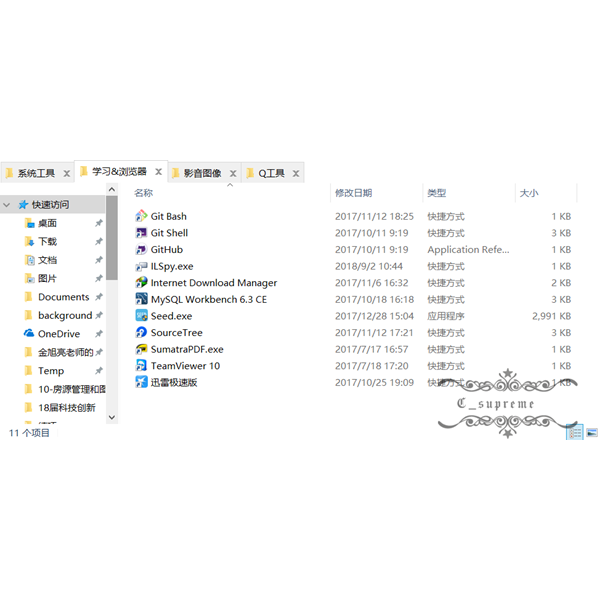 系统工具 学习&浏览器 影音图像 Q工具
名称 修改日期 类型 大小
快速访问
桌面
下载
文档
图片
Documents
background
OneDrive
金旭亮老师的
Temp
10-房源管理和图
18届科技创新
Git Bash 2017/11/12 18:25 快捷方式 1 KB
Git Shell 2017/10/11 9:19 快捷方式 3 KB
GitHub 2017/10/11 9:19 Application Refe... 1 KB
ILSpy.exe 2018/9/2 10:44 快捷方式 1 KB
Internet Download Manager 2017/11/6 16:32 快捷方式 2 KB
MySQL Workbench 6.3 CE 2017/10/18 16:18 快捷方式 3 KB
Seed.exe 2017/12/28 15:04 应用程序 2,991 KB
SourceTree 2017/11/12 17:21 快捷方式 3 KB
SumatraPDF.exe 2017/7/17 16:57 快捷方式 1 KB
TeamViewer 10 2017/7/18 17:20 快捷方式 1 KB
迅雷极速版 2017/10/25 19:09 快捷方式 1 KB
C_supreme
11 个项目